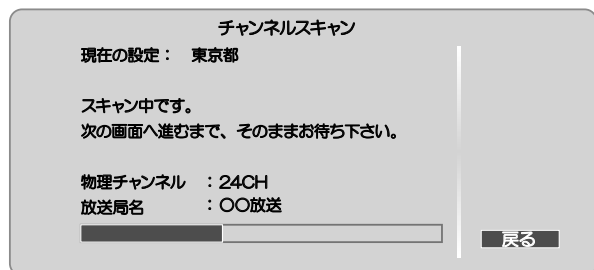 チャンネルスキャン
現在の設定： 東京都
スキャン中です。
次の画面へ進むまで、そのままお待ち下さい。
物理チャンネル ：24CH
放送局名 ：〇〇放送
戻る